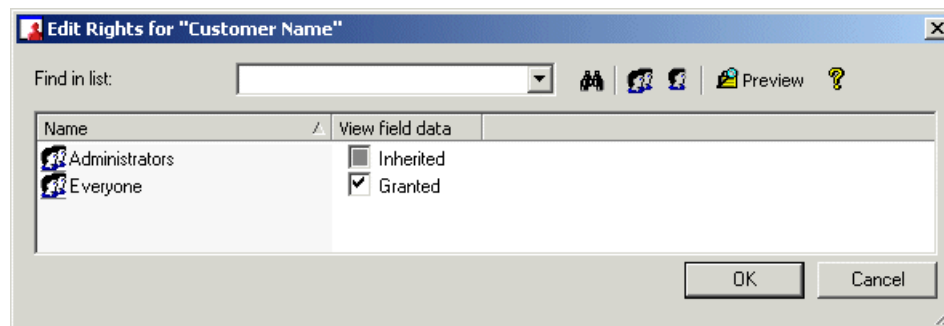 Edit Rights for "Customer Name"
Find in list:
Preview
Name View field data
Administrators Inherited
Everyone Granted
OK Cancel